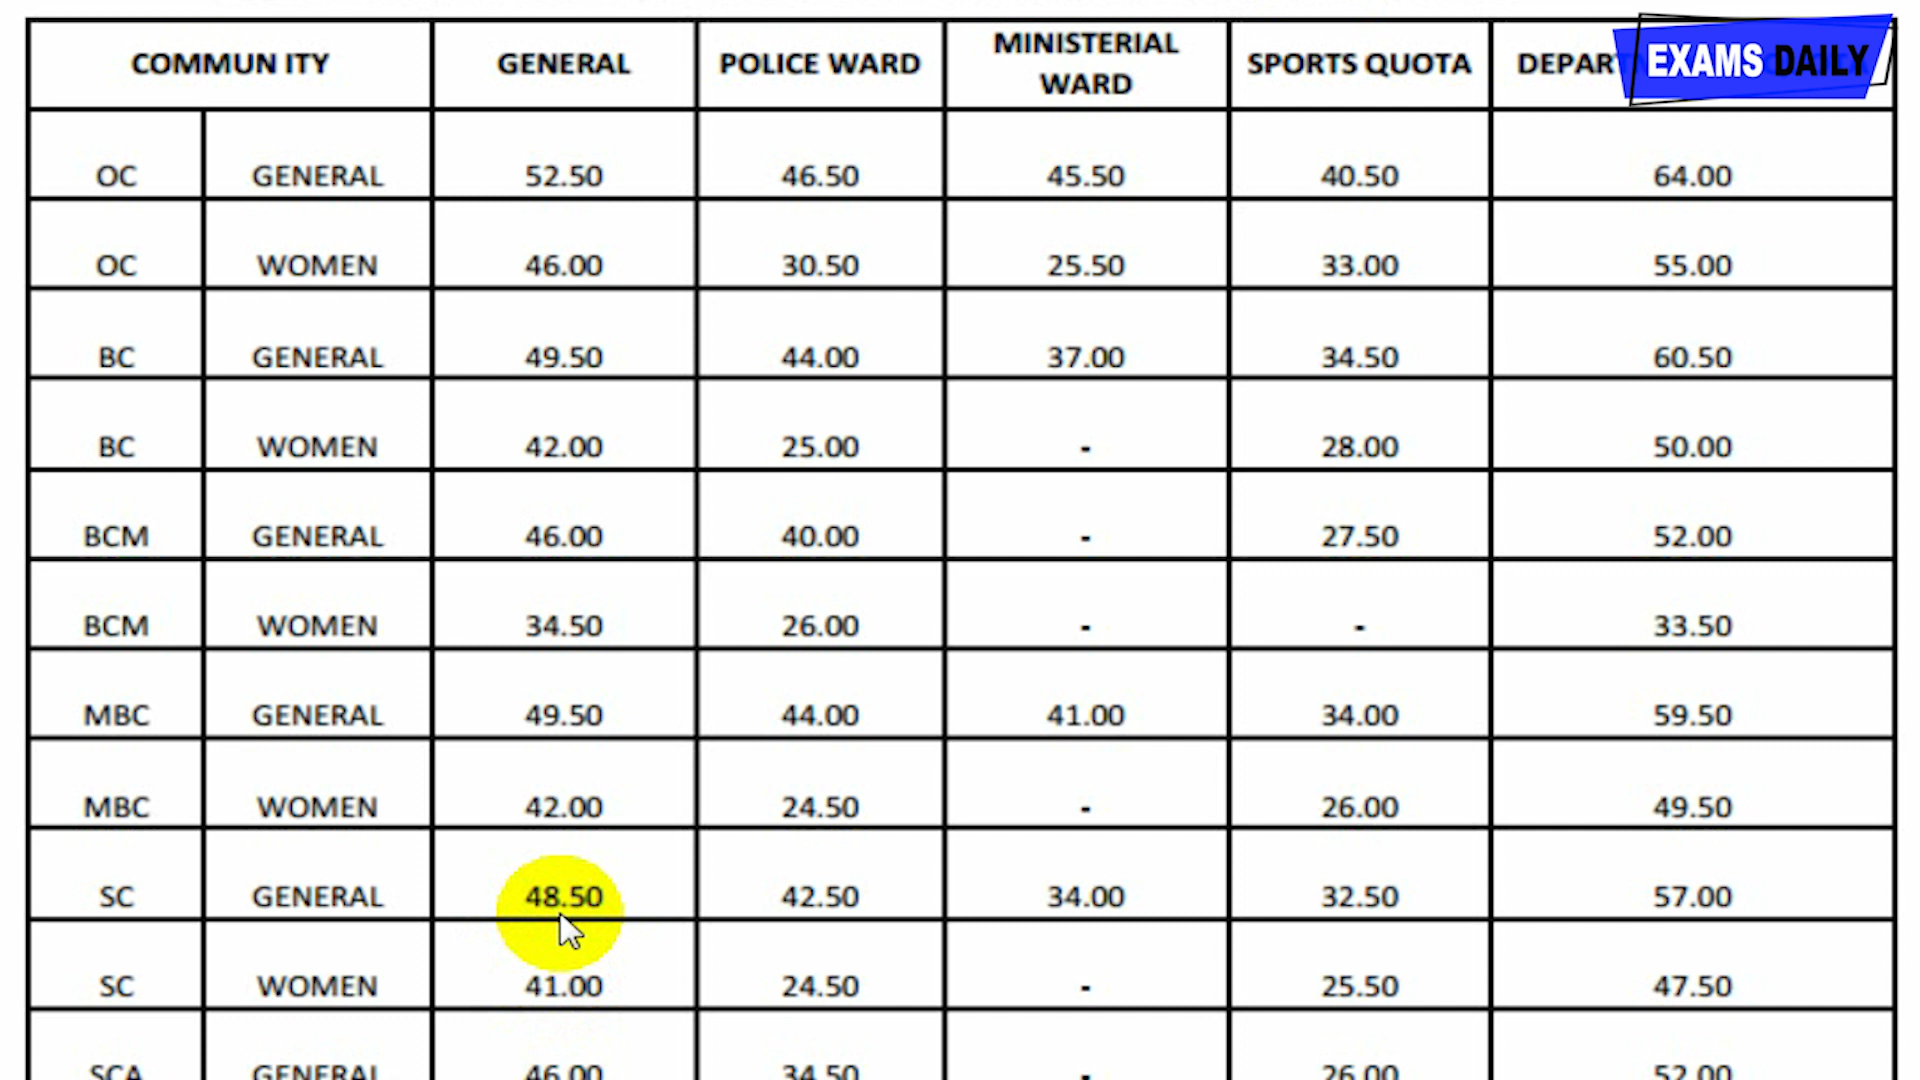 COMMUN ITY GENERAL POLICE WARD MINISTERIAL WARD SPORTS QUOTA
EXAMS DAILY
OC GENERAL 52.50 46.50 45.50 40.50 64.00
OC WOMEN 46.00 30.50 25.50 33.00 55.00
BC GENERAL 49.50 44.00 37.00 34.50 60.50
BC WOMEN 42.00 25.00 - 28.00 50.00
BCM GENERAL 46.00 40.00 - 27.50 52.00
BCM WOMEN 34.50 26.00 - - 33.50
MBC GENERAL 49.50 44.00 41.00 34.00 59.50
MBC WOMEN 42.00 24.50 - 26.00 49.50
SC GENERAL 48.50 42.50 34.00 32.50 57.00
SC WOMEN 41.00 24.50 - 25.50 47.50
SCA GENERAL 46.00 34.50 - 26.00 52.00